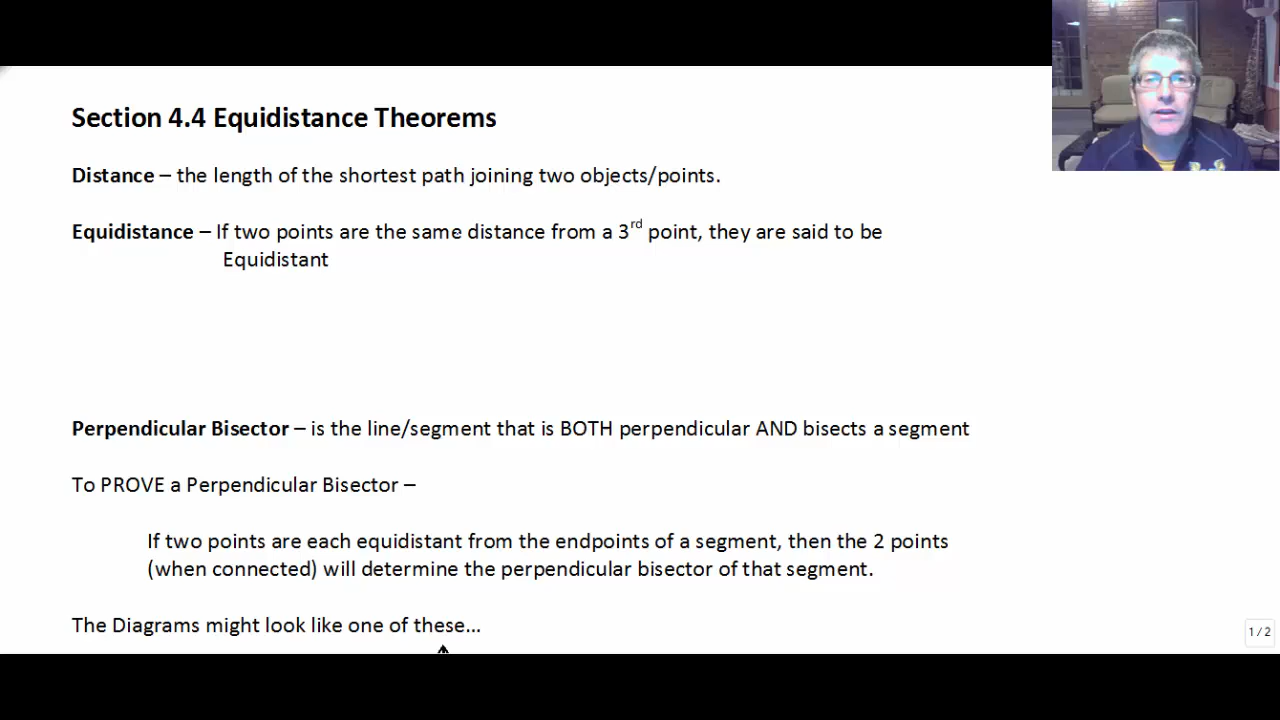 Section 4.4 Equidistance Theorems
Distance – the length of the shortest path joining two objects/points.
Equidistance – If two points are the same distance from a 3rd point, they are said to be
Equidistant
Perpendicular Bisector – is the line/segment that is BOTH perpendicular AND bisects a segment
To PROVE a Perpendicular Bisector –
If two points are each equidistant from the endpoints of a segment, then the 2 points
(when connected) will determine the perpendicular bisector of that segment.
The Diagrams might look like one of these…
1 / 2